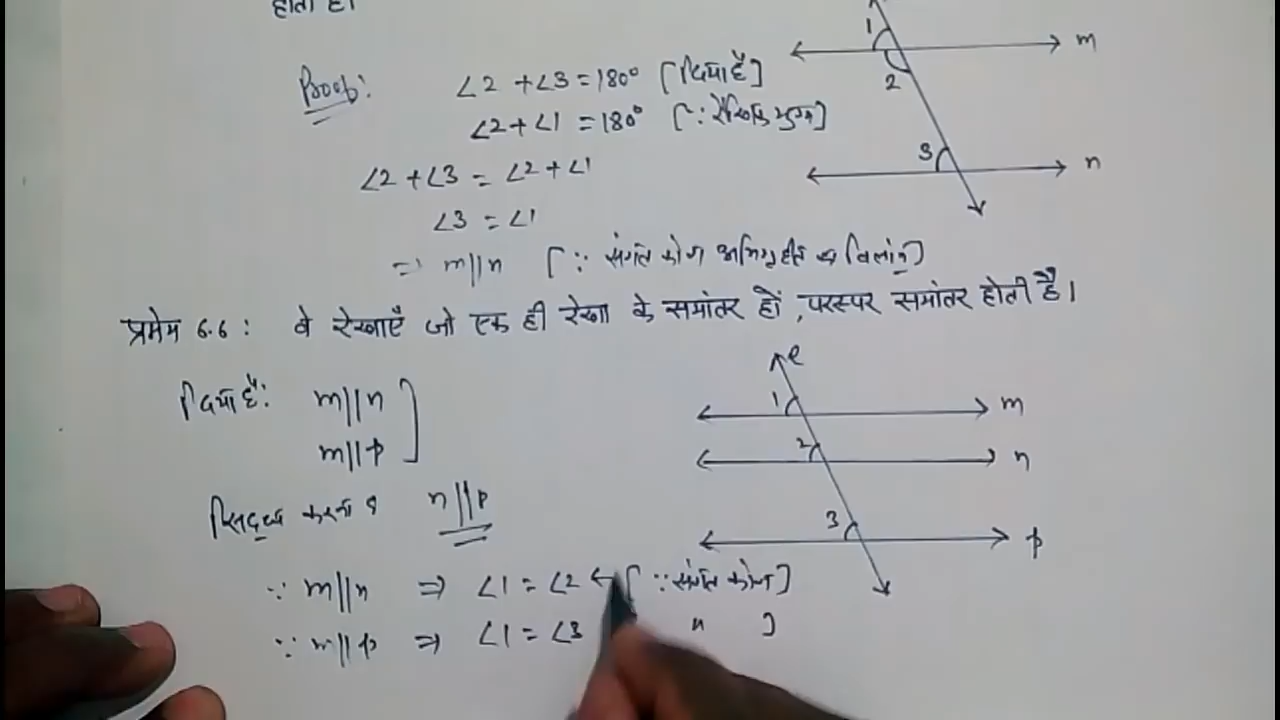 होती है।
Proof: ∠2 + ∠3 = 180° [दिया है]
∠2 + ∠1 = 180° [∵ रैखिक युग्म]
∠2 + ∠3 = ∠2 + ∠1
∠3 = ∠1
⇒ m||n [∵ संगत कोण अभिगृहीत का विलोम]
1
m
2
3
n
प्रमेय 6.6 : वे रेखाएँ जो एक ही रेखा के समांतर हों, परस्पर समांतर होती है।
दिया है: m||n
m||p
सिद्ध करना है n||p
l
1
m
2
n
3
p
∵ m||n ⇒ ∠1 = ∠2 ← [∵ संगत कोण]
∵ m||p ⇒ ∠1 = ∠3 " ]